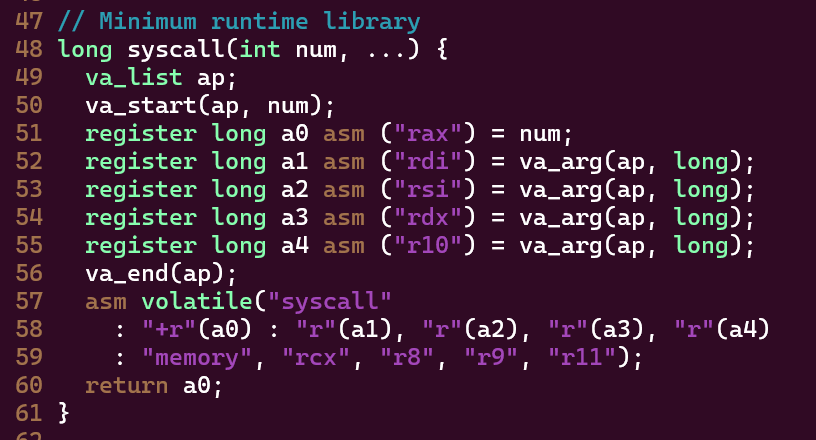 47 // Minimum runtime library
48 long syscall(int num, ...) {
49   va_list ap;
50   va_start(ap, num);
51   register long a0 asm ("rax") = num;
52   register long a1 asm ("rdi") = va_arg(ap, long);
53   register long a2 asm ("rsi") = va_arg(ap, long);
54   register long a3 asm ("rdx") = va_arg(ap, long);
55   register long a4 asm ("r10") = va_arg(ap, long);
56   va_end(ap);
57   asm volatile("syscall"
58     : "+r"(a0) : "r"(a1), "r"(a2), "r"(a3), "r"(a4)
59     : "memory", "rcx", "r8", "r9", "r11");
60   return a0;
61 }